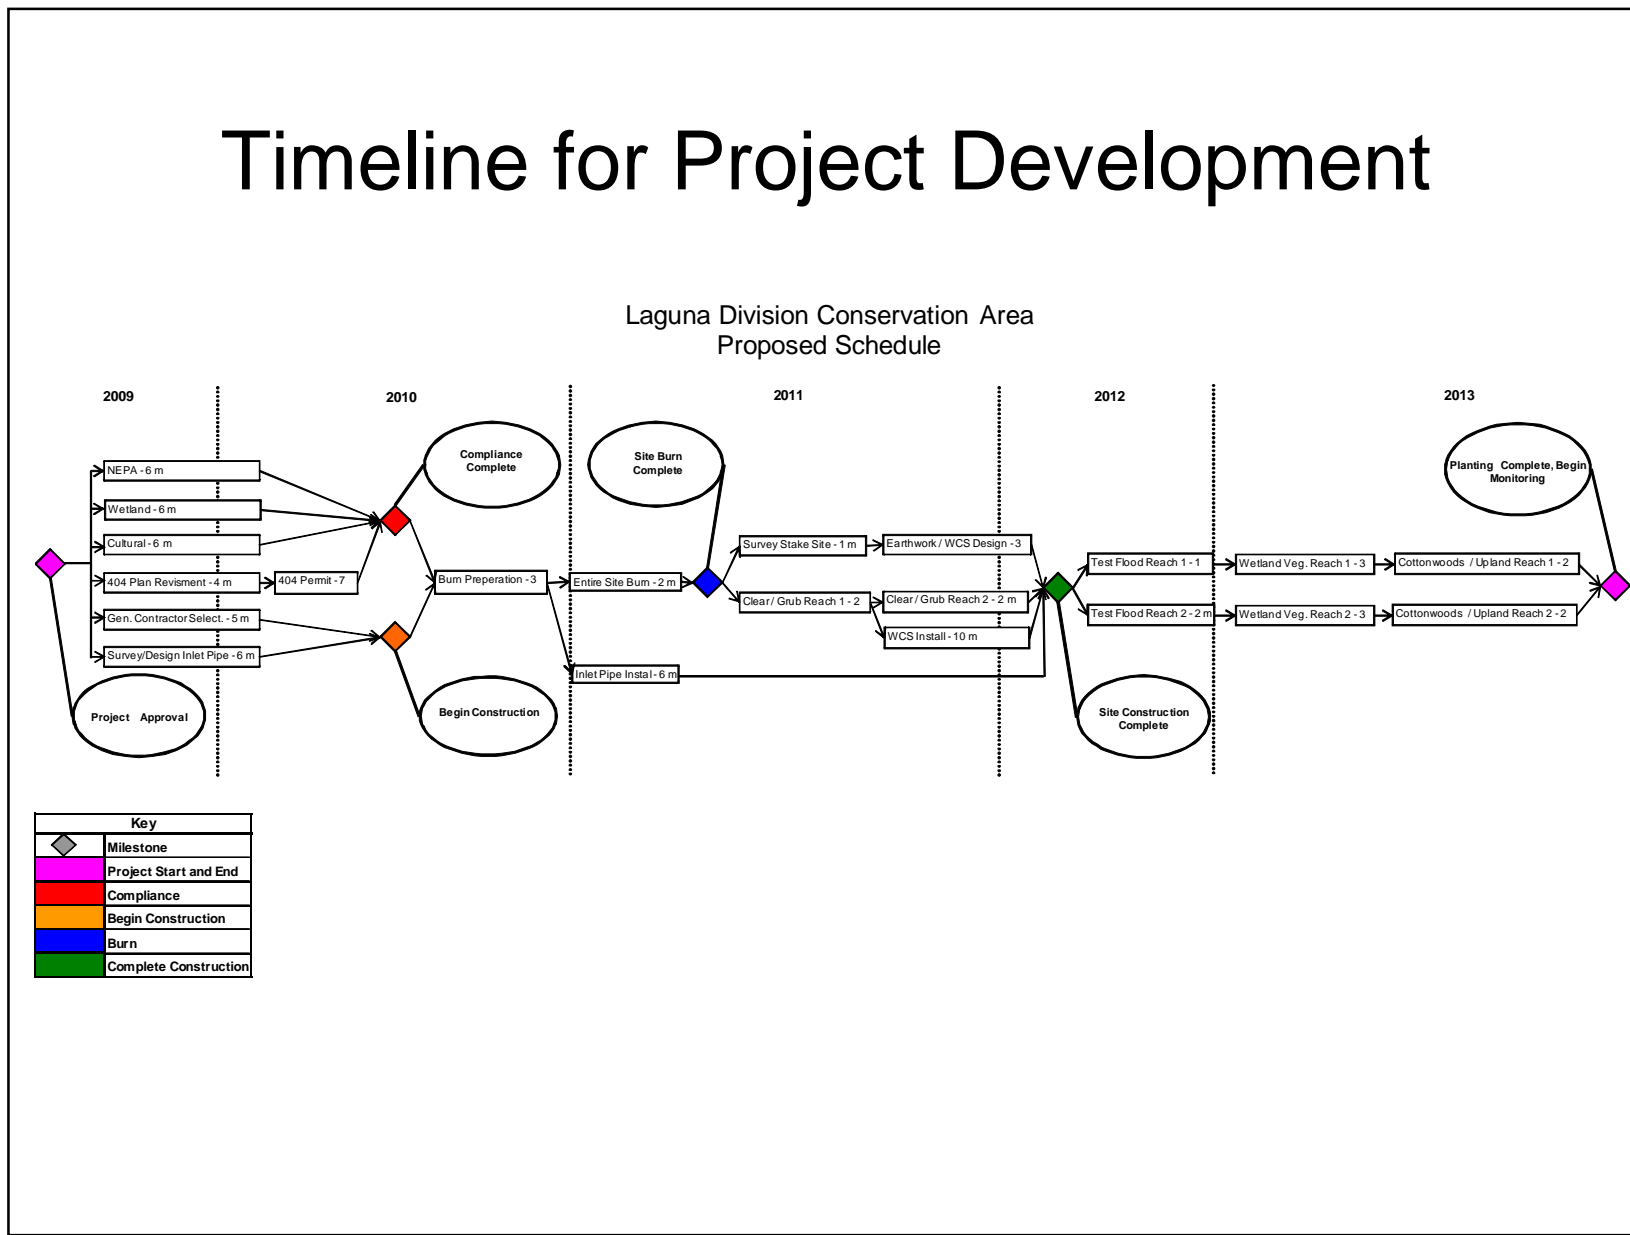 Timeline for Project Development
Laguna Division Conservation Area
Proposed Schedule
2009
2010
2011
2012
2013
Compliance
Complete
Site Burn
Complete
Planting Complete, Begin
Monitoring
NEPA - 6 m
Wetland - 6 m
Cultural - 6 m
404 Plan Revisment - 4 m
404 Permit - 7
Gen. Contractor Select. - 5 m
Survey/Design Inlet Pipe - 6 m
Burn Preperation - 3
Entire Site Burn - 2 m
Inlet Pipe Instal - 6 m
Survey Stake Site - 1 m
Earthwork / WCS Design - 3
Clear / Grub Reach 1 - 2
Clear / Grub Reach 2 - 2 m
WCS Install - 10 m
Test Flood Reach 1 - 1
Wetland Veg. Reach 1 - 3
Cottonwoods / Upland Reach 1 - 2
Test Flood Reach 2 - 2 m
Wetland Veg. Reach 2 - 3
Cottonwoods / Upland Reach 2 - 2
Project Approval
Begin Construction
Site Construction
Complete
Key
Milestone
Project Start and End
Compliance
Begin Construction
Burn
Complete Construction